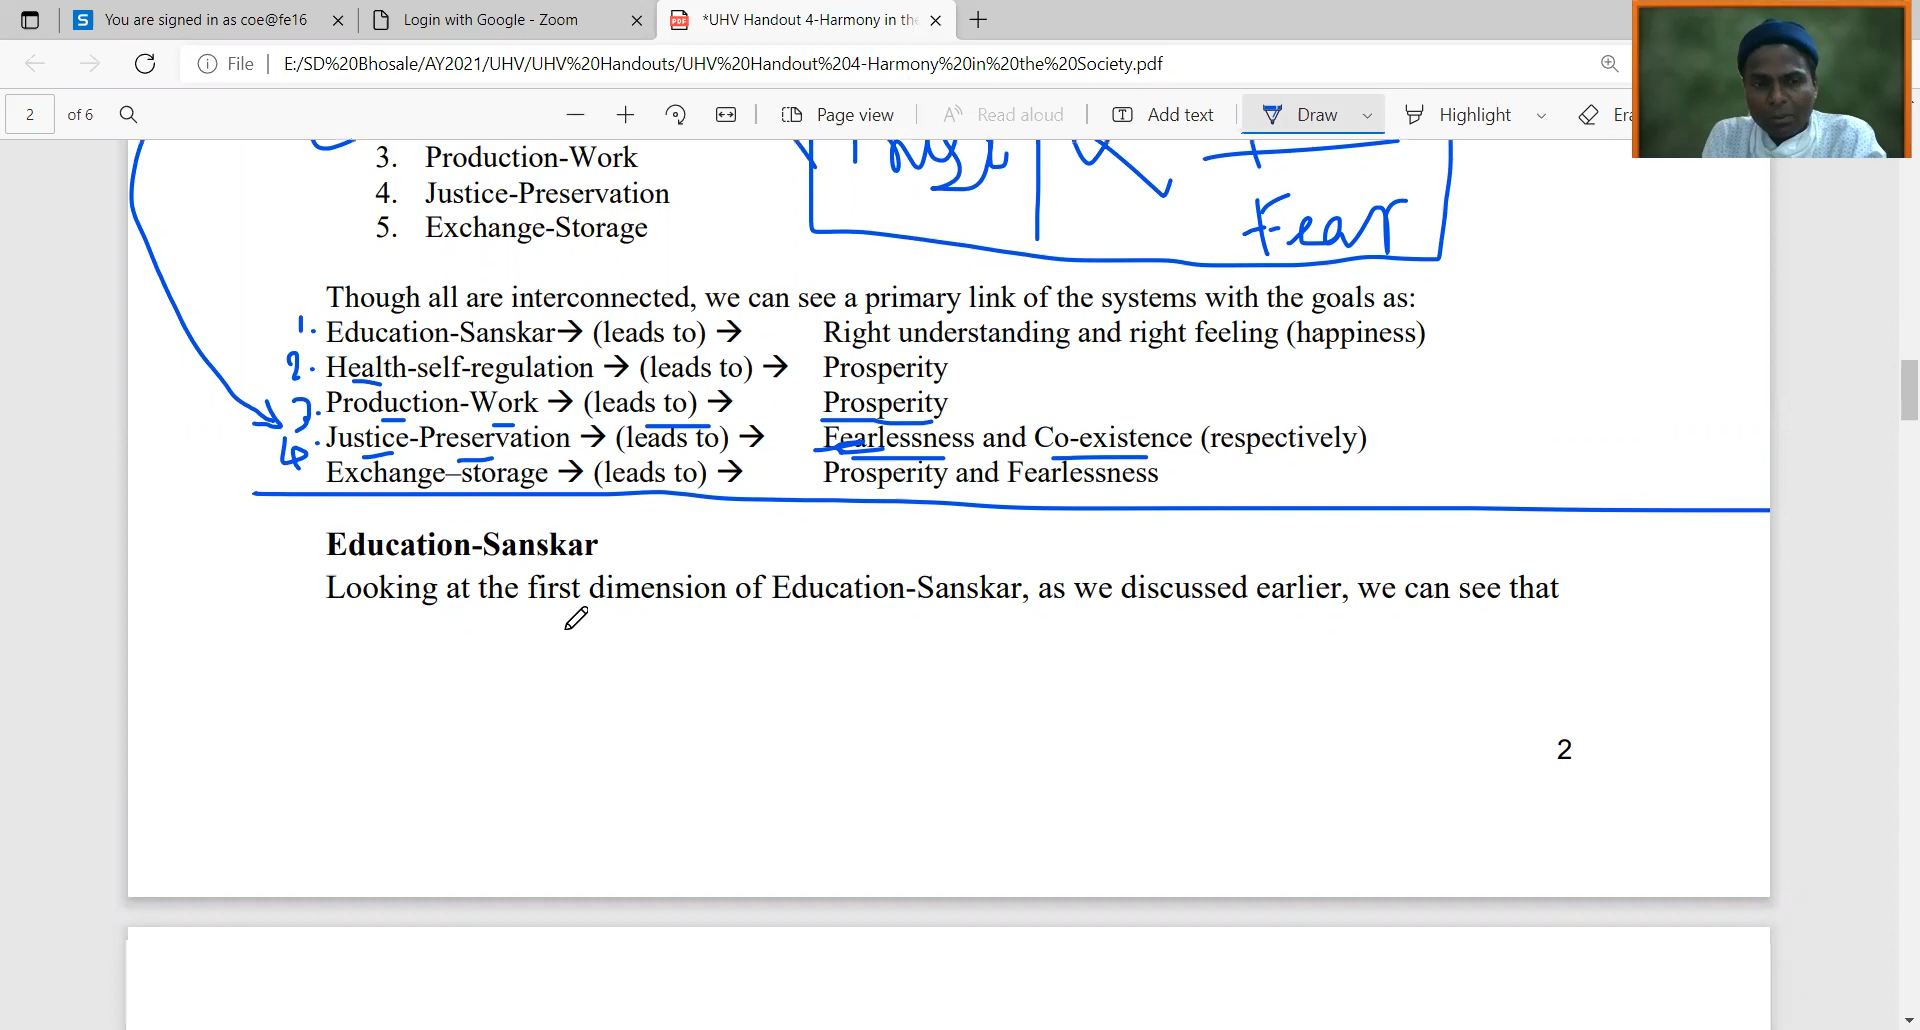 You are signed in as coe@fe16
Login with Google - Zoom
*UHV Handout 4-Harmony in the
File
E:/SD%20Bhosale/AY2021/UHV/UHV%20Handouts/UHV%20Handout%204-Harmony%20in%20the%20Society.pdf
2 of 6
Page view
Read aloud
Add text
Draw
Highlight
3. Production-Work
4. Justice-Preservation
5. Exchange-Storage
Fear
Though all are interconnected, we can see a primary link of the systems with the goals as:
1. Education-Sanskar→ (leads to) → Right understanding and right feeling (happiness)
2. Health-self-regulation → (leads to) → Prosperity
3. Production-Work → (leads to) → Prosperity
4. Justice-Preservation → (leads to) → Fearlessness and Co-existence (respectively)
Exchange–storage → (leads to) → Prosperity and Fearlessness
Education-Sanskar
Looking at the first dimension of Education-Sanskar, as we discussed earlier, we can see that
2